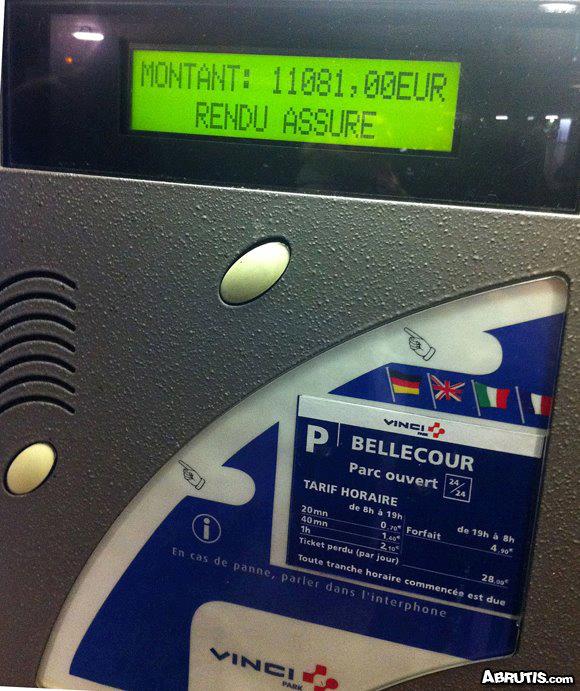 MONTANT: 11081,00EUR
RENDU ASSURE
VINCI
PARK
P BELLECOUR
Parc ouvert 24/24
TARIF HORAIRE
de 8h à 19h
de 19h à 8h
20mn 0.70€
Forfait 4.90€
40mn 1.40€
1h 2.10€
Ticket perdu (par jour) 28.00€
Toute tranche horaire commencée est due
i
En cas de panne, parler dans l'interphone
VINCI
PARK
ABRUTIS.com